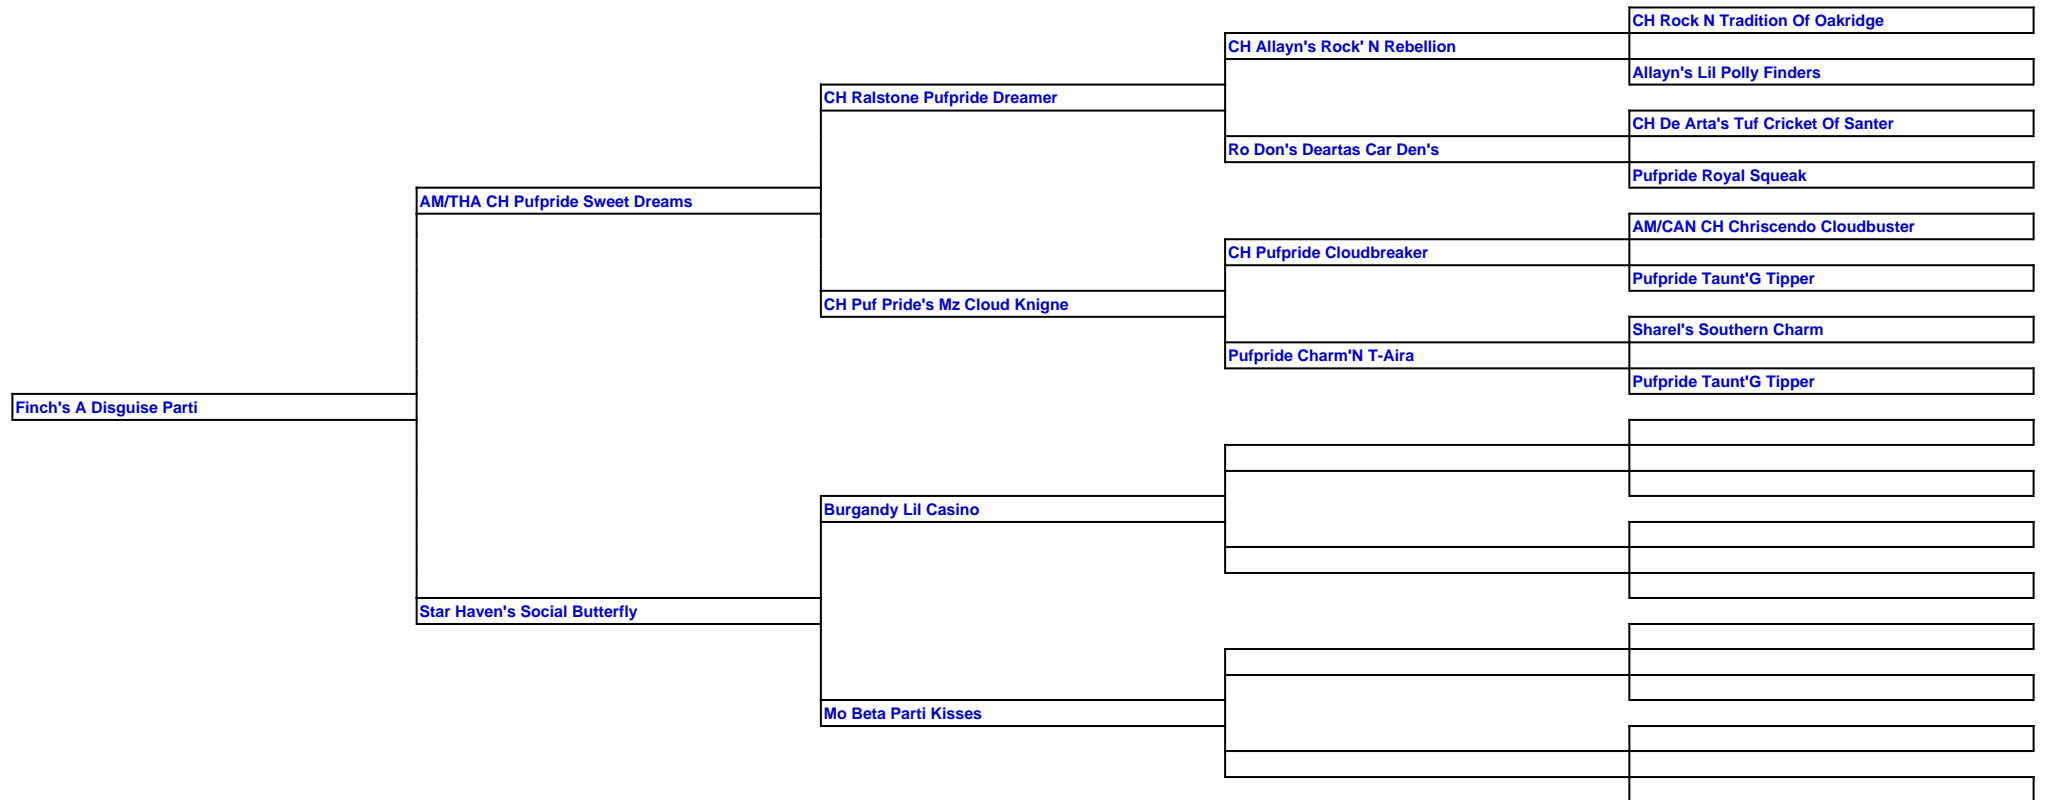 CH Rock N Tradition Of Oakridge
CH Allayn's Rock' N Rebellion
Allayn's Lil Polly Finders
CH Ralstone Pufpride Dreamer
CH De Arta's Tuf Cricket Of Santer
Ro Don's Deartas Car Den's
Pufpride Royal Squeak
AM/THA CH Pufpride Sweet Dreams
AM/CAN CH Chriscendo Cloudbuster
CH Pufpride Cloudbreaker
Pufpride Taunt'G Tipper
CH Puf Pride's Mz Cloud Knigne
Sharel's Southern Charm
Pufpride Charm'N T-Aira
Pufpride Taunt'G Tipper
Finch's A Disguise Parti
Burgandy Lil Casino
Star Haven's Social Butterfly
Mo Beta Parti Kisses